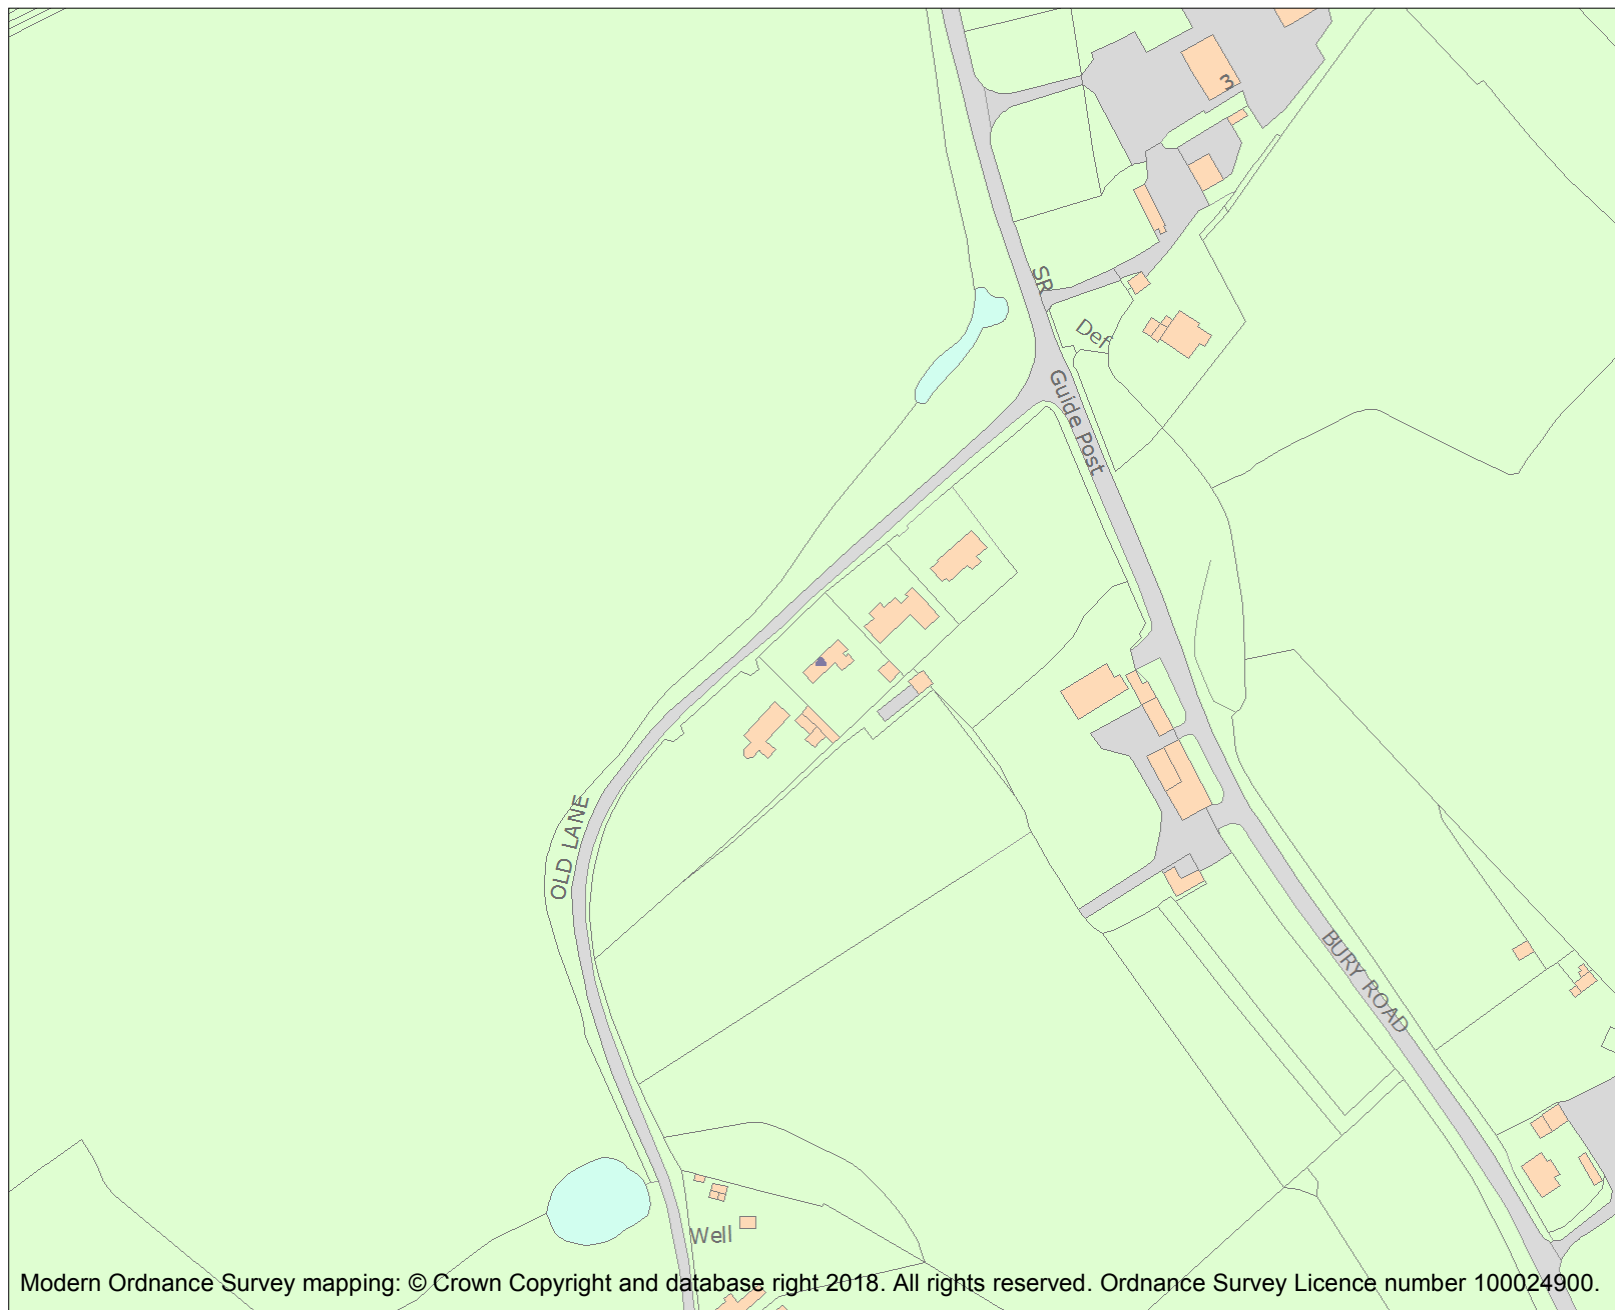 3
SR
Def
Guide Post
OLD LANE
BURY ROAD
Well
Modern Ordnance Survey mapping: © Crown Copyright and database right 2018. All rights reserved. Ordnance Survey Licence number 100024900.